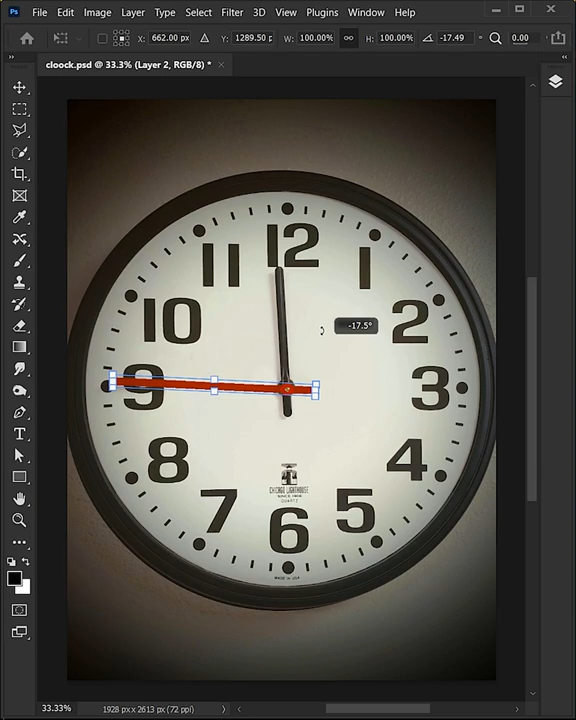 Ps File Edit Image Layer Type Select Filter 3D View Plugins Window Help
X: 662.00 px Y: 1289.50 p W: 100.00% H: 100.00% -17.49 ° 0.00
cloock.psd @ 33.3% (Layer 2, RGB/8) *
12
11 1
-17.5°
10 2
9 3
8 4
CHICAGO LIGHTHOUSE
SINCE 1906
QUARTZ
7 5
6
MADE IN USA
33.33% 1928 px x 2613 px (72 ppi)